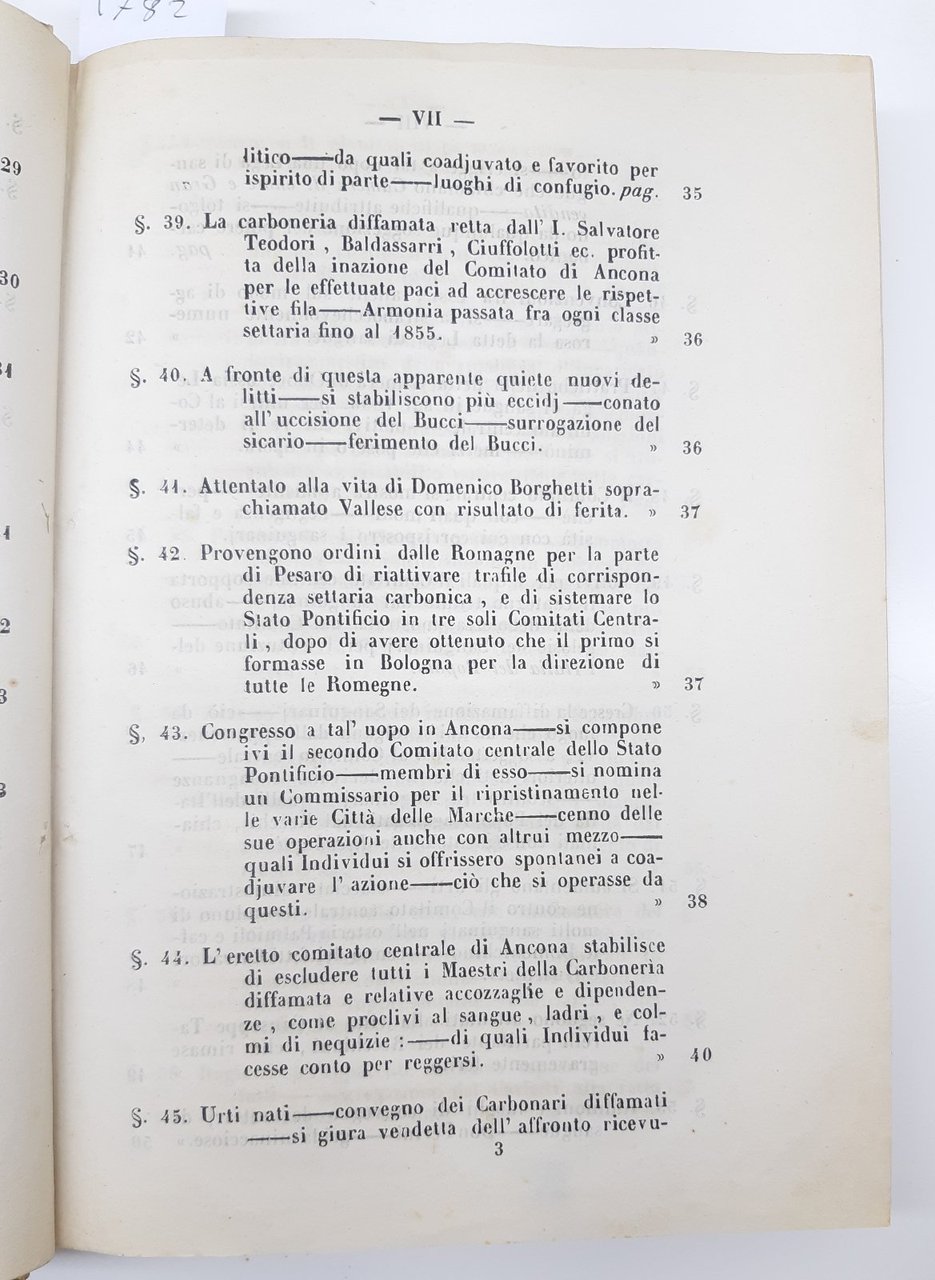 1782
— VII —
litico——da quali coadjuvato e favorito per
ispirito di parte——luoghi di confugio. pag. 35
§. 39. La carboneria diffamata retta dall' I. Salvatore
Teodori , Baldassarri , Ciuffolotti ec. profit-
ta della inazione del Comitato di Ancona
per le effettuate paci ad accrescere le rispet-
tive fila——Armonia passata fra ogni classe
settaria fino al 1855. » 36
§. 40. A fronte di questa apparente quiete nuovi de-
litti——si stabiliscono più eccidj——conato
all' uccisione del Bucci——surrogazione del
sicario——ferimento del Bucci. » 36
§. 41. Attentato alla vita di Domenico Borghetti sopra-
chiamato Vallese con risultato di ferita. » 37
§. 42. Provengono ordini dalle Romagne per la parte
di Pesaro di riattivare trafile di corrispon-
denza settaria carbonica , e di sistemare lo
Stato Pontificio in tre soli Comitati Centra-
li , dopo di avere ottenuto che il primo si
formasse in Bologna per la direzione di
tutte le Romegne. » 37
§, 43. Congresso a tal' uopo in Ancona——si compone
ivi il secondo Comitato centrale dello Stato
Pontificio——membri di esso——si nomina
un Commissario per il ripristinamento nel-
le varie Città delle Marche——cenno delle
sue operazioni anche con altrui mezzo——
quali Individui si offrissero spontanei a coa-
djuvare l' azione——ciò che si operasse da
questi. » 38
§. 44. L' eretto comitato centrale di Ancona stabilisce
di escludere tutti i Maestri della Carboneria
diffamata e relative accozzaglie e dipenden-
ze , come proclivi al sangue , ladri , e col-
mi di nequizie :——di quali Individui fa-
cesse conto per reggersi. » 40
§. 45. Urti nati——convegno dei Carbonari diffamati
——si giura vendetta dell' affronto ricevu-
3
29
30
31
1
2
3
3